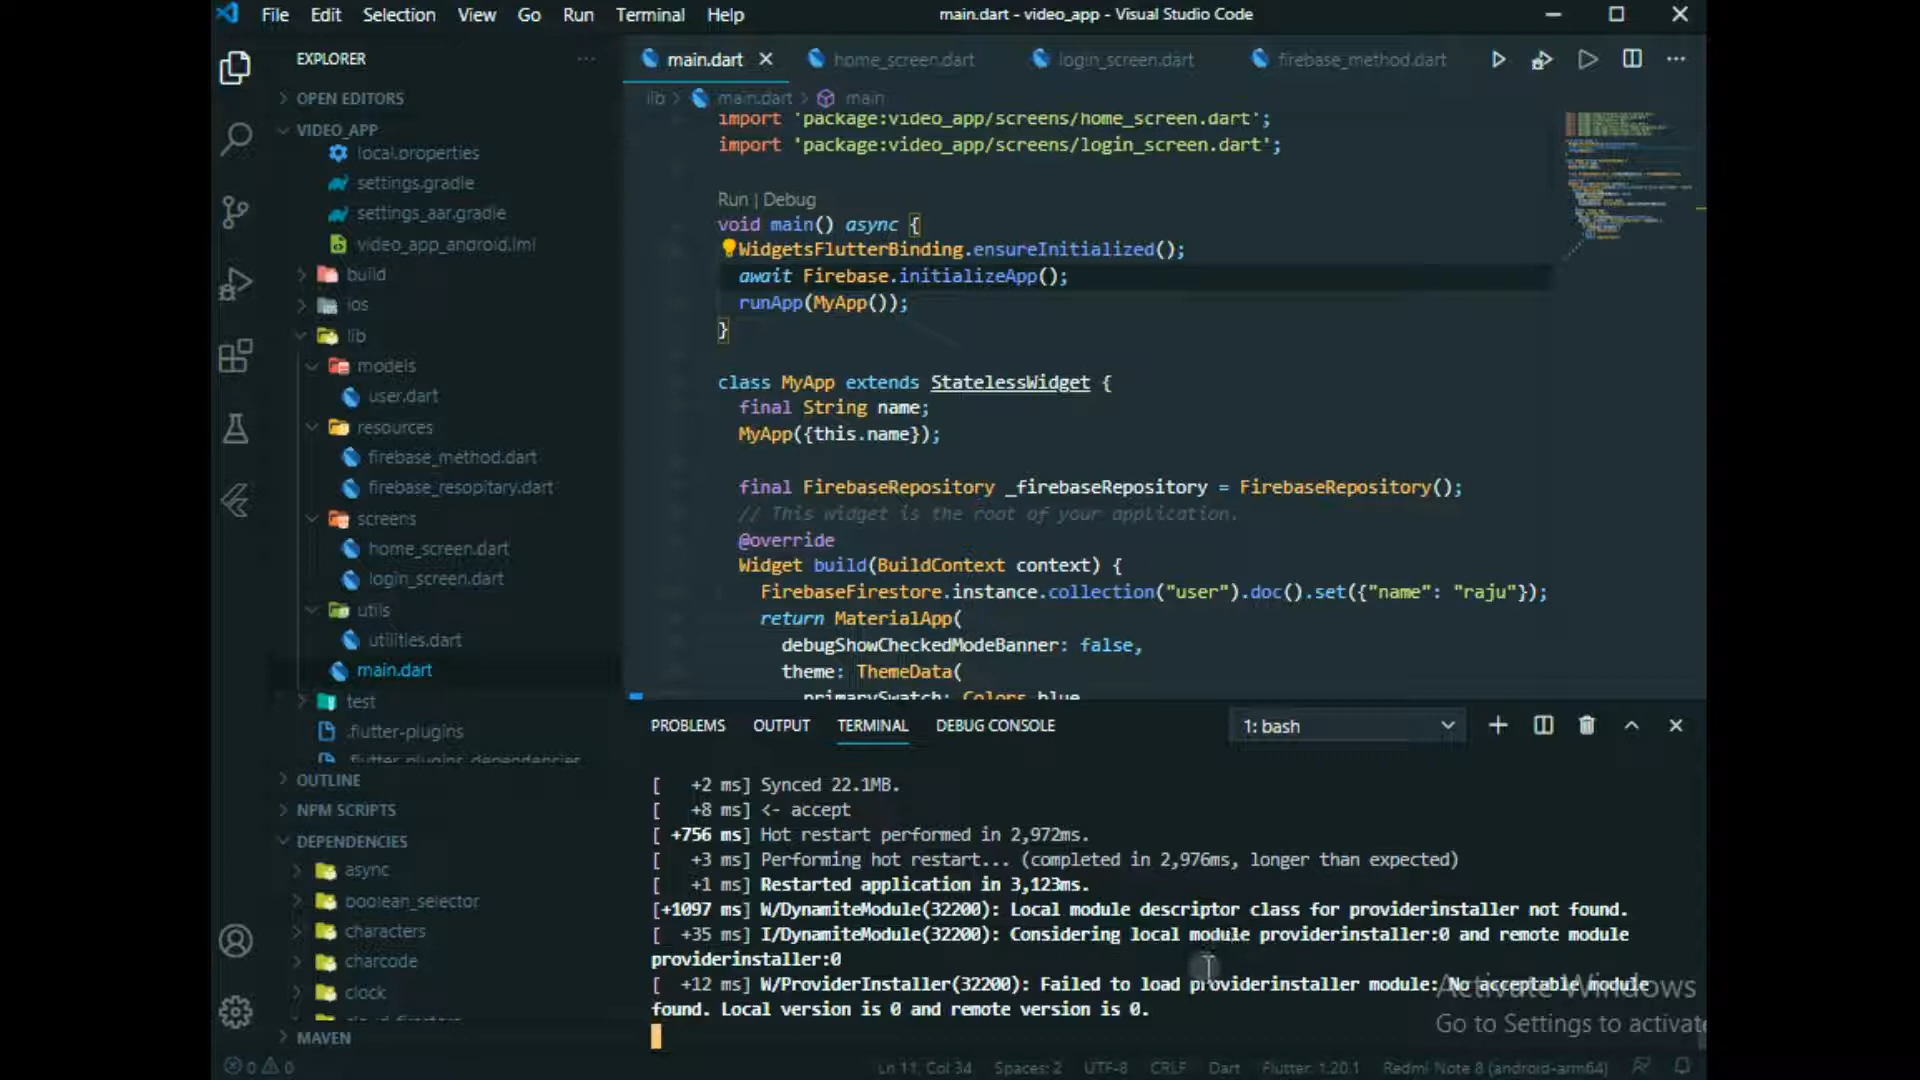 File Edit Selection View Go Run Terminal Help
main.dart - video_app - Visual Studio Code
EXPLORER
OPEN EDITORS
VIDEO_APP
local.properties
settings.gradle
settings_aar.gradle
video_app_android.iml
build
ios
lib
models
user.dart
resources
firebase_method.dart
firebase_resopitary.dart
screens
home_screen.dart
login_screen.dart
utils
utilities.dart
main.dart
test
.flutter-plugins
.flutter-plugins_dependencies
OUTLINE
NPM SCRIPTS
DEPENDENCIES
async
boolean_selector
characters
charcode
clock
MAVEN
main.dart home_screen.dart login_screen.dart firebase_method.dart
lib > main.dart > main
import 'package:video_app/screens/home_screen.dart';
import 'package:video_app/screens/login_screen.dart';
Run | Debug
void main() async {
WidgetsFlutterBinding.ensureInitialized();
await Firebase.initializeApp();
runApp(MyApp());
}
class MyApp extends StatelessWidget {
final String name;
MyApp({this.name});
final FirebaseRepository _firebaseRepository = FirebaseRepository();
// This widget is the root of your application.
@override
Widget build(BuildContext context) {
FirebaseFirestore.instance.collection("user").doc().set({"name": "raju"});
return MaterialApp(
debugShowCheckedModeBanner: false,
theme: ThemeData(
primarySwatch: Colors.blue
PROBLEMS OUTPUT TERMINAL DEBUG CONSOLE
1: bash
[ +2 ms] Synced 22.1MB.
[ +8 ms] <- accept
[ +756 ms] Hot restart performed in 2,972ms.
[ +3 ms] Performing hot restart... (completed in 2,976ms, longer than expected)
[ +1 ms] Restarted application in 3,123ms.
[+1097 ms] W/DynamiteModule(32200): Local module descriptor class for providerinstaller not found.
[ +35 ms] I/DynamiteModule(32200): Considering local module providerinstaller:0 and remote module
providerinstaller:0
[ +12 ms] W/ProviderInstaller(32200): Failed to load providerinstaller module: No acceptable module
found. Local version is 0 and remote version is 0.
Activate Windows
Go to Settings to activate
0 0
Ln 11, Col 34 Spaces: 2 UTF-8 CRLF Dart Flutter: 1.20.1 Redmi Note 8 (android-arm64)